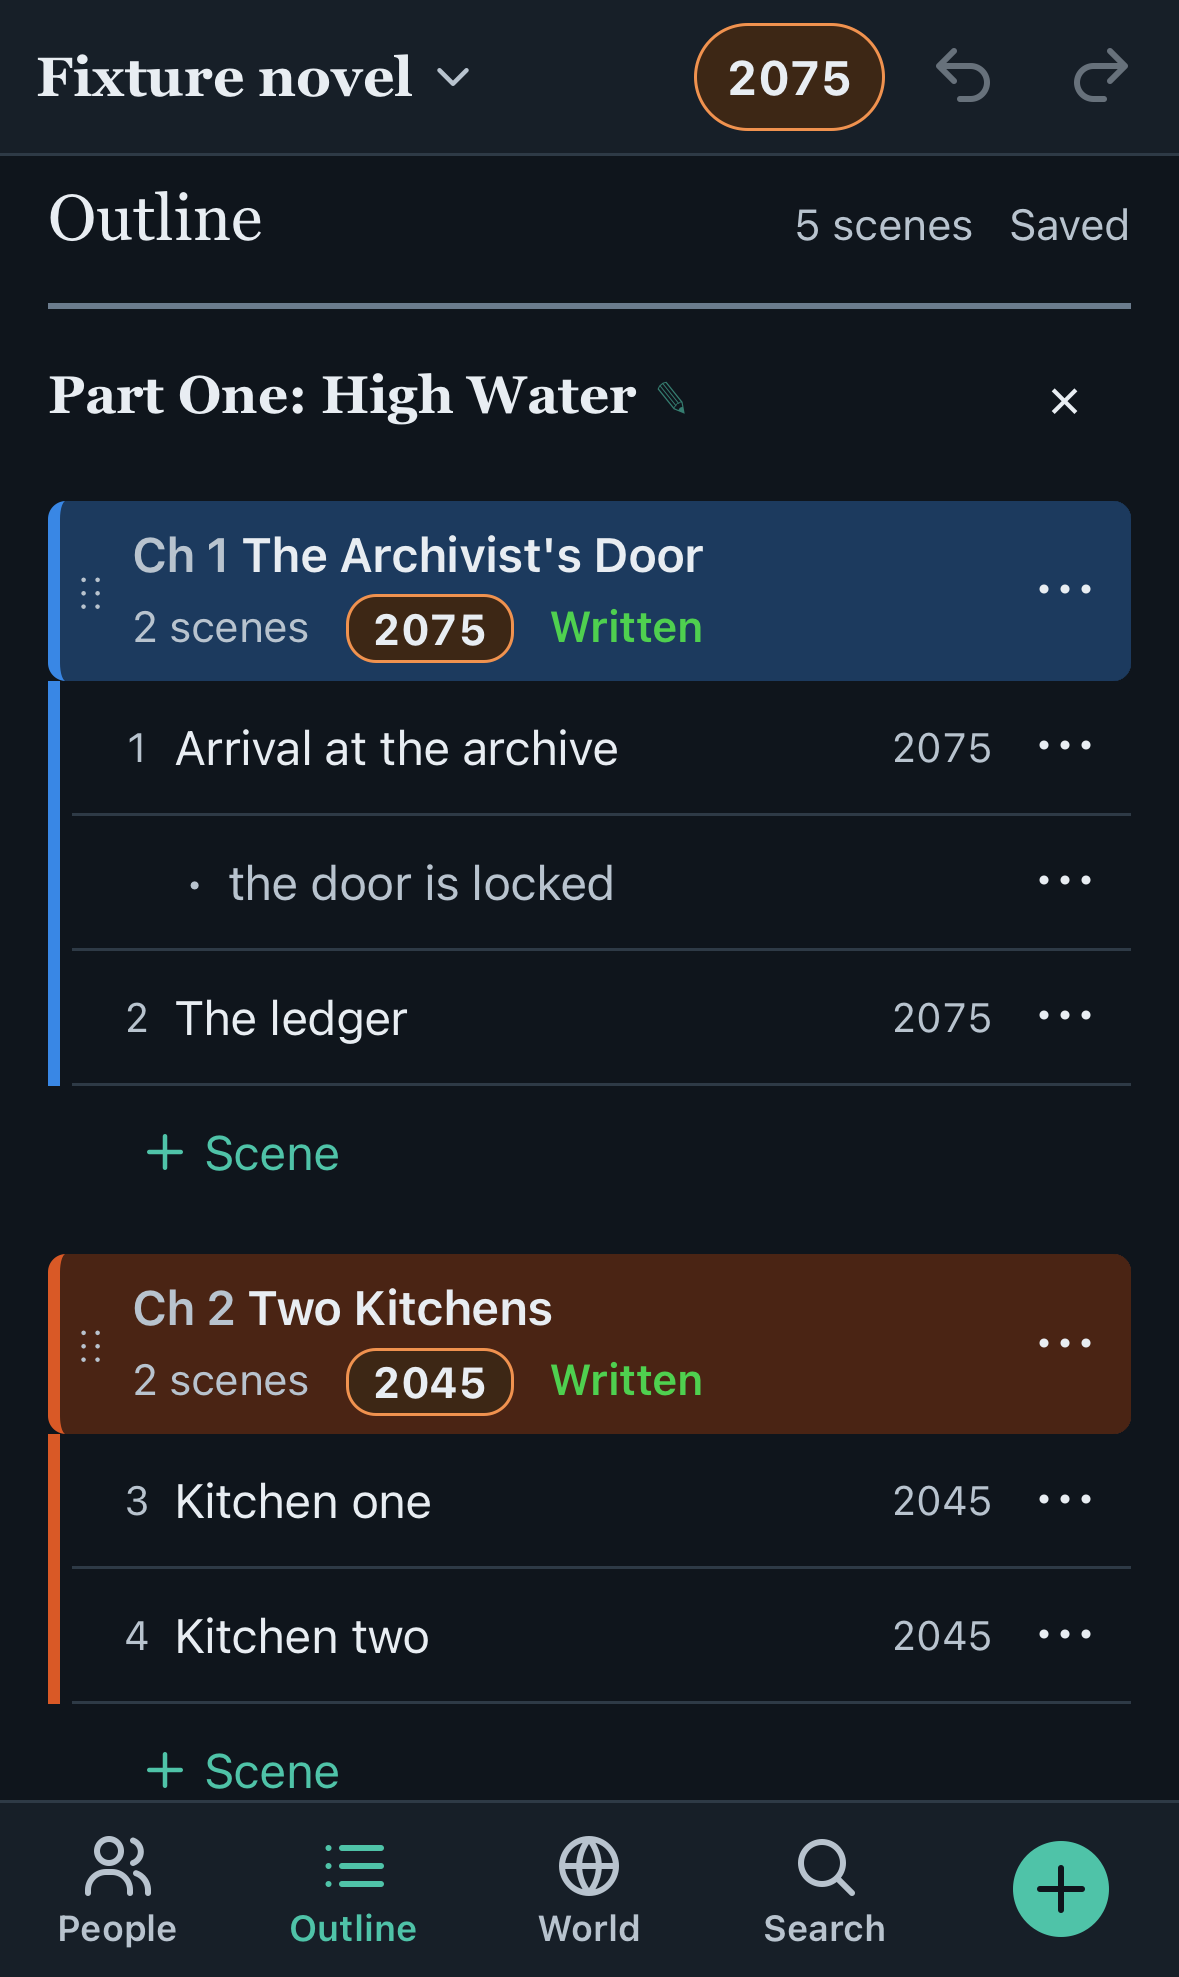 Fixture novel 2075
Outline 5 scenes Saved
Part One: High Water
Ch 1 The Archivist's Door
2 scenes 2075 Written
1 Arrival at the archive 2075
• the door is locked
2 The ledger 2075
+ Scene
Ch 2 Two Kitchens
2 scenes 2045 Written
3 Kitchen one 2045
4 Kitchen two 2045
+ Scene
People Outline World Search